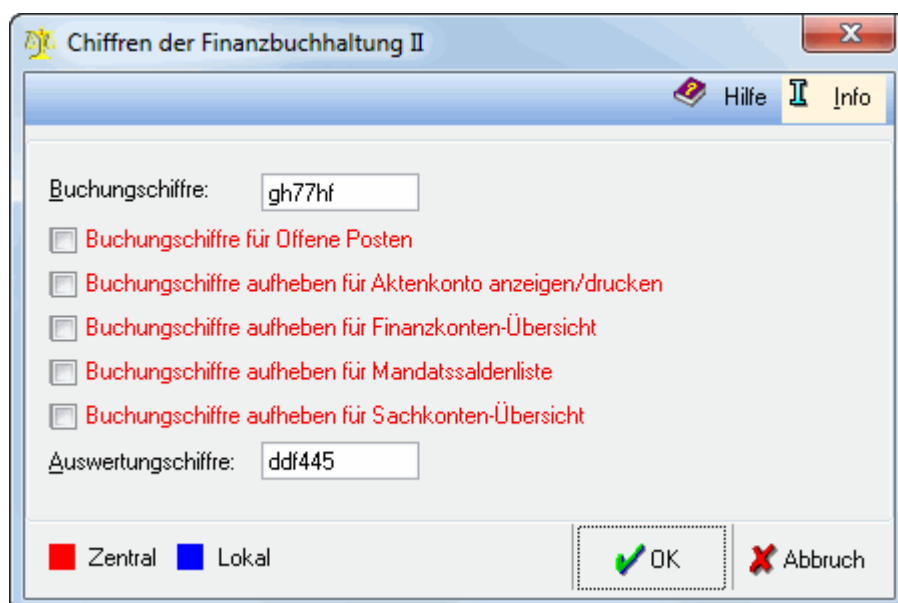 Chiffren der Finanzbuchhaltung II
Hilfe Info
Buchungschiffre: gh77hf
Buchungschiffre für Offene Posten
Buchungschiffre aufheben für Aktenkonto anzeigen/drucken
Buchungschiffre aufheben für Finanzkonten-Übersicht
Buchungschiffre aufheben für Mandatssaldenliste
Buchungschiffre aufheben für Sachkonten-Übersicht
Auswertungschiffre: ddf445
Zentral Lokal OK Abbruch